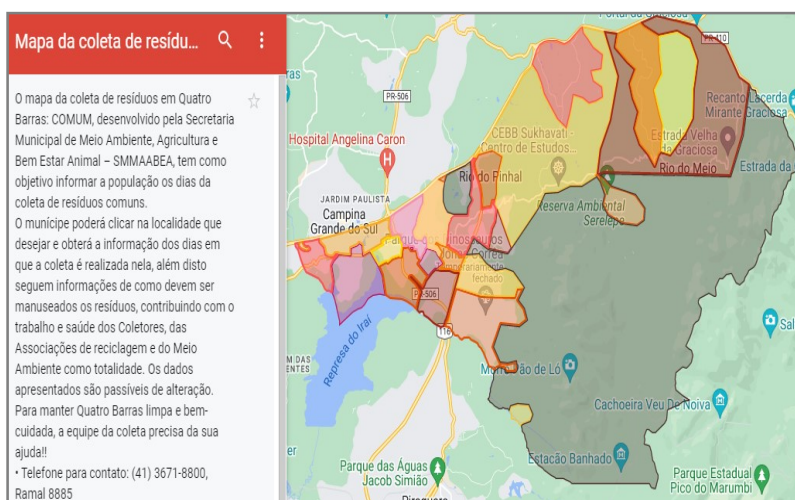 Mapa da coleta de resídu...
O mapa da coleta de resíduos em Quatro
Barras: COMUM, desenvolvido pela Secretaria
Municipal de Meio Ambiente, Agricultura e
Bem Estar Animal – SMMAABEA, tem como
objetivo informar a população os dias da
coleta de resíduos comuns.
O munícipe poderá clicar na localidade que
desejar e obterá a informação dos dias em
que a coleta é realizada nela, além disto
seguem informações de como devem ser
manuseados os resíduos, contribuindo com o
trabalho e saúde dos Coletores, das
Associações de reciclagem e do Meio
Ambiente como totalidade. Os dados
apresentados são passíveis de alteração.
Para manter Quatro Barras limpa e bem-
cuidada, a equipe da coleta precisa da sua
ajuda!!
• Telefone para contato: (41) 3671-8800,
Ramal 8885
PR-410
PR-506
Recanto Lacerda
Mirante Graciosa
Hospital Angelina Caron
H
CEBB Sukhavati -
Centro de Estudos...
Estrada Velha
da Graciosa
Rio do Pinhal
Rio do Meio
Estrada da
Reserva Ambiental
Serelepe
JARDIM PAULISTA
Campina
Grande do Sul
fechado
PR-506
116
Represa do Iraí
Cachoeira Veu De Noiva
Estação Banhado
Parque das Águas
Jacob Simião
Parque Estadual
Pico do Marumbi